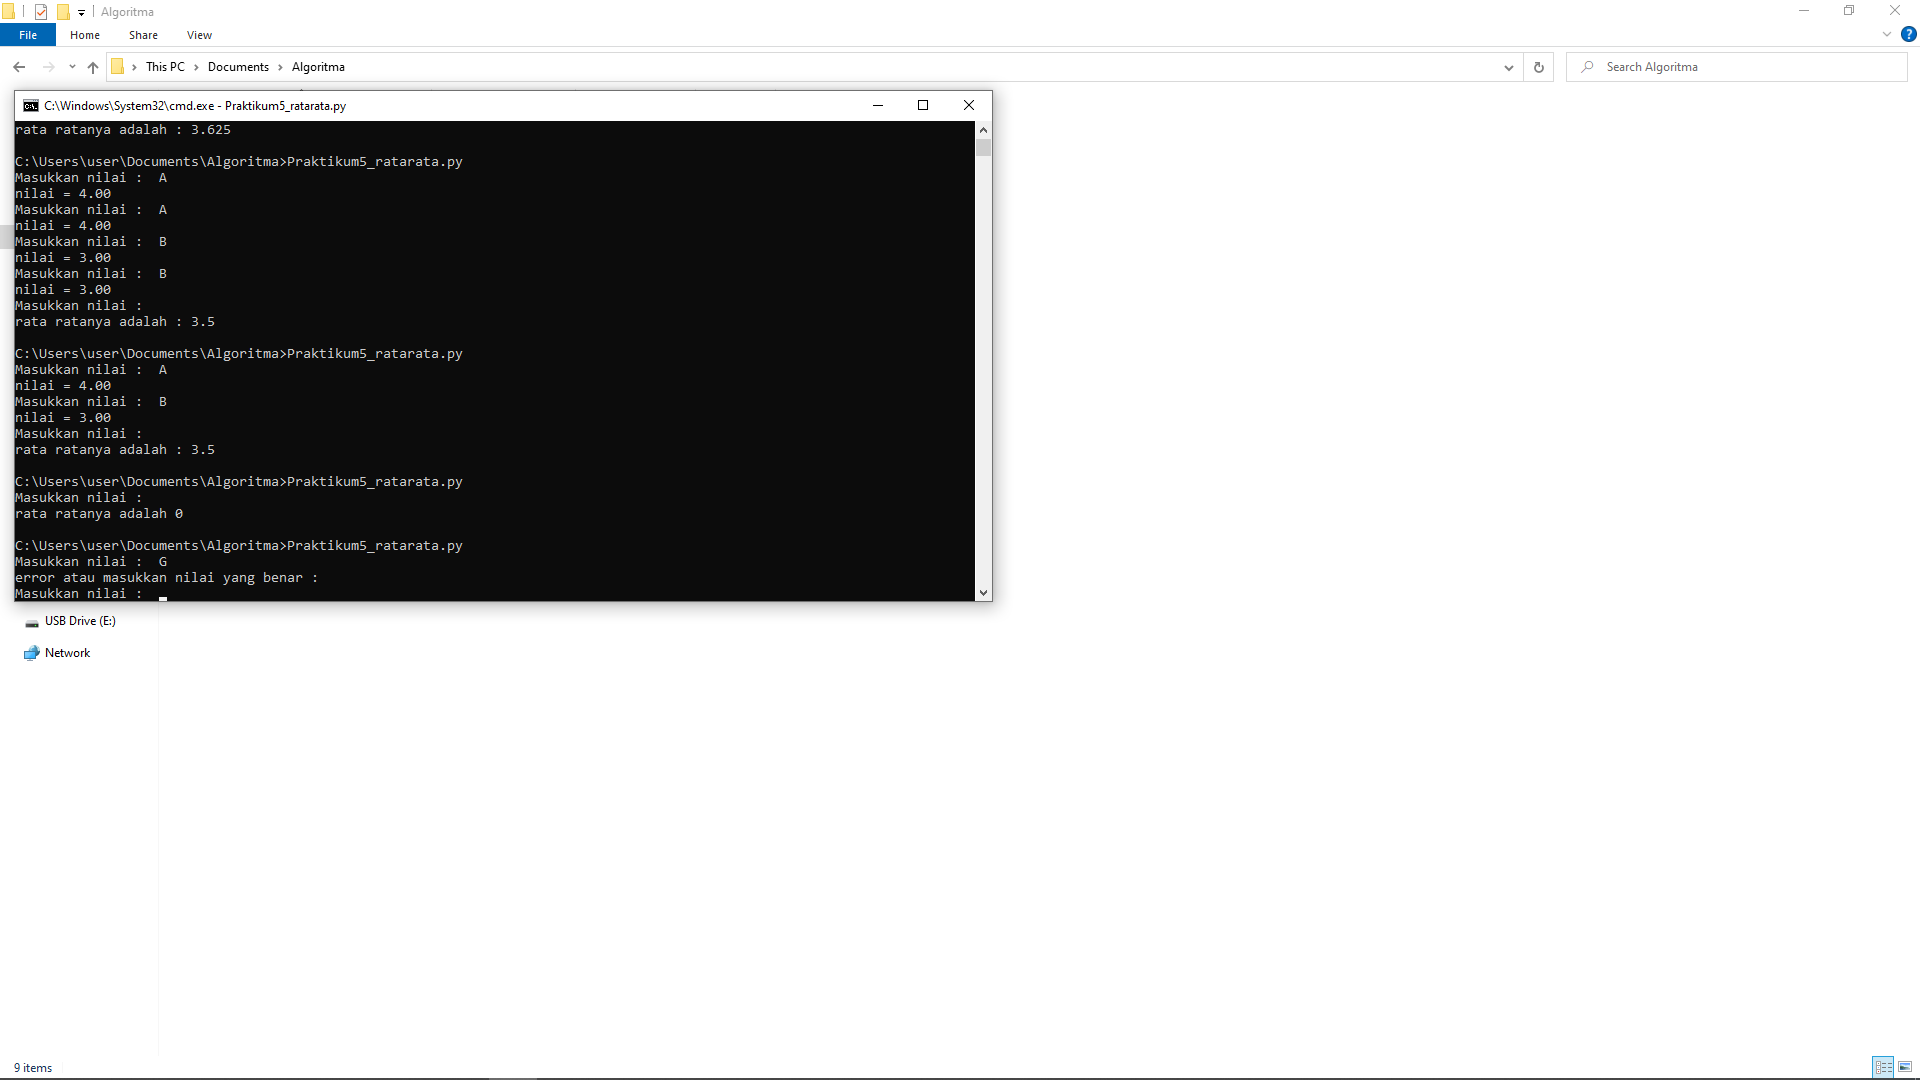 Algoritma
File Home Share View
This PC Documents Algoritma
Search Algoritma
C:\Windows\System32\cmd.exe - Praktikum5_ratarata.py
rata ratanya adalah : 3.625
C:\Users\user\Documents\Algoritma>Praktikum5_ratarata.py
Masukkan nilai : A
nilai = 4.00
Masukkan nilai : A
nilai = 4.00
Masukkan nilai : B
nilai = 3.00
Masukkan nilai : B
nilai = 3.00
Masukkan nilai :
rata ratanya adalah : 3.5
C:\Users\user\Documents\Algoritma>Praktikum5_ratarata.py
Masukkan nilai : A
nilai = 4.00
Masukkan nilai : B
nilai = 3.00
Masukkan nilai :
rata ratanya adalah : 3.5
C:\Users\user\Documents\Algoritma>Praktikum5_ratarata.py
Masukkan nilai :
rata ratanya adalah 0
C:\Users\user\Documents\Algoritma>Praktikum5_ratarata.py
Masukkan nilai : G
error atau masukkan nilai yang benar :
Masukkan nilai :
USB Drive (E:)
Network
9 items